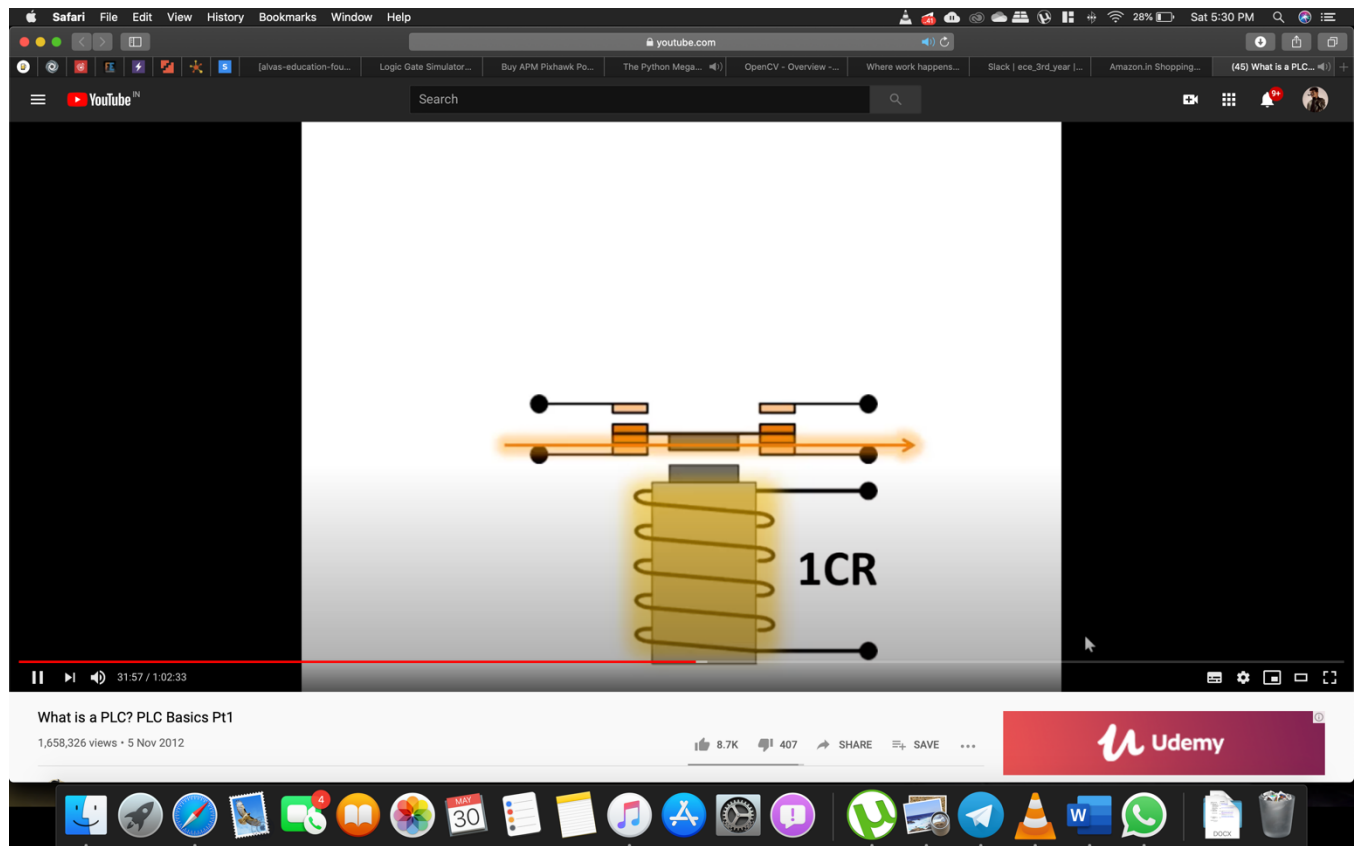 Safari File Edit View History Bookmarks Window Help 28% Sat 5:30 PM
youtube.com
[alvas-education-fou... Logic Gate Simulator... Buy APM Pixhawk Po... The Python Mega... OpenCV - Overview -... Where work happens... Slack | ece_3rd_year |... Amazon.in Shopping... (45) What is a PLC...
YouTube IN Search 9+
1CR
31:57 / 1:02:33
What is a PLC? PLC Basics Pt1
1,658,326 views • 5 Nov 2012 8.7K 407 SHARE SAVE
Udemy
4 MAY 30 W DOCX